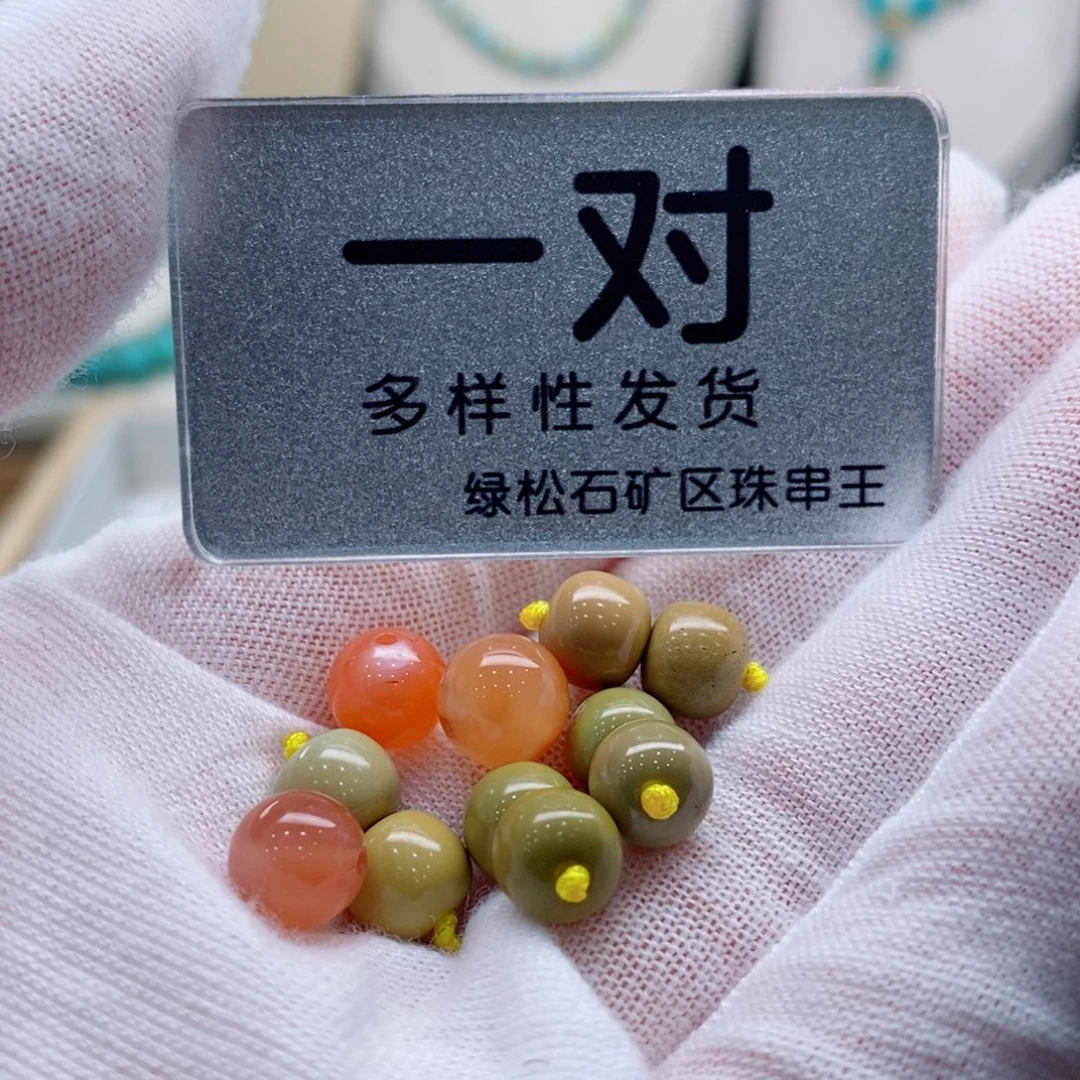 一对
多样性发货
绿松石矿区珠串王